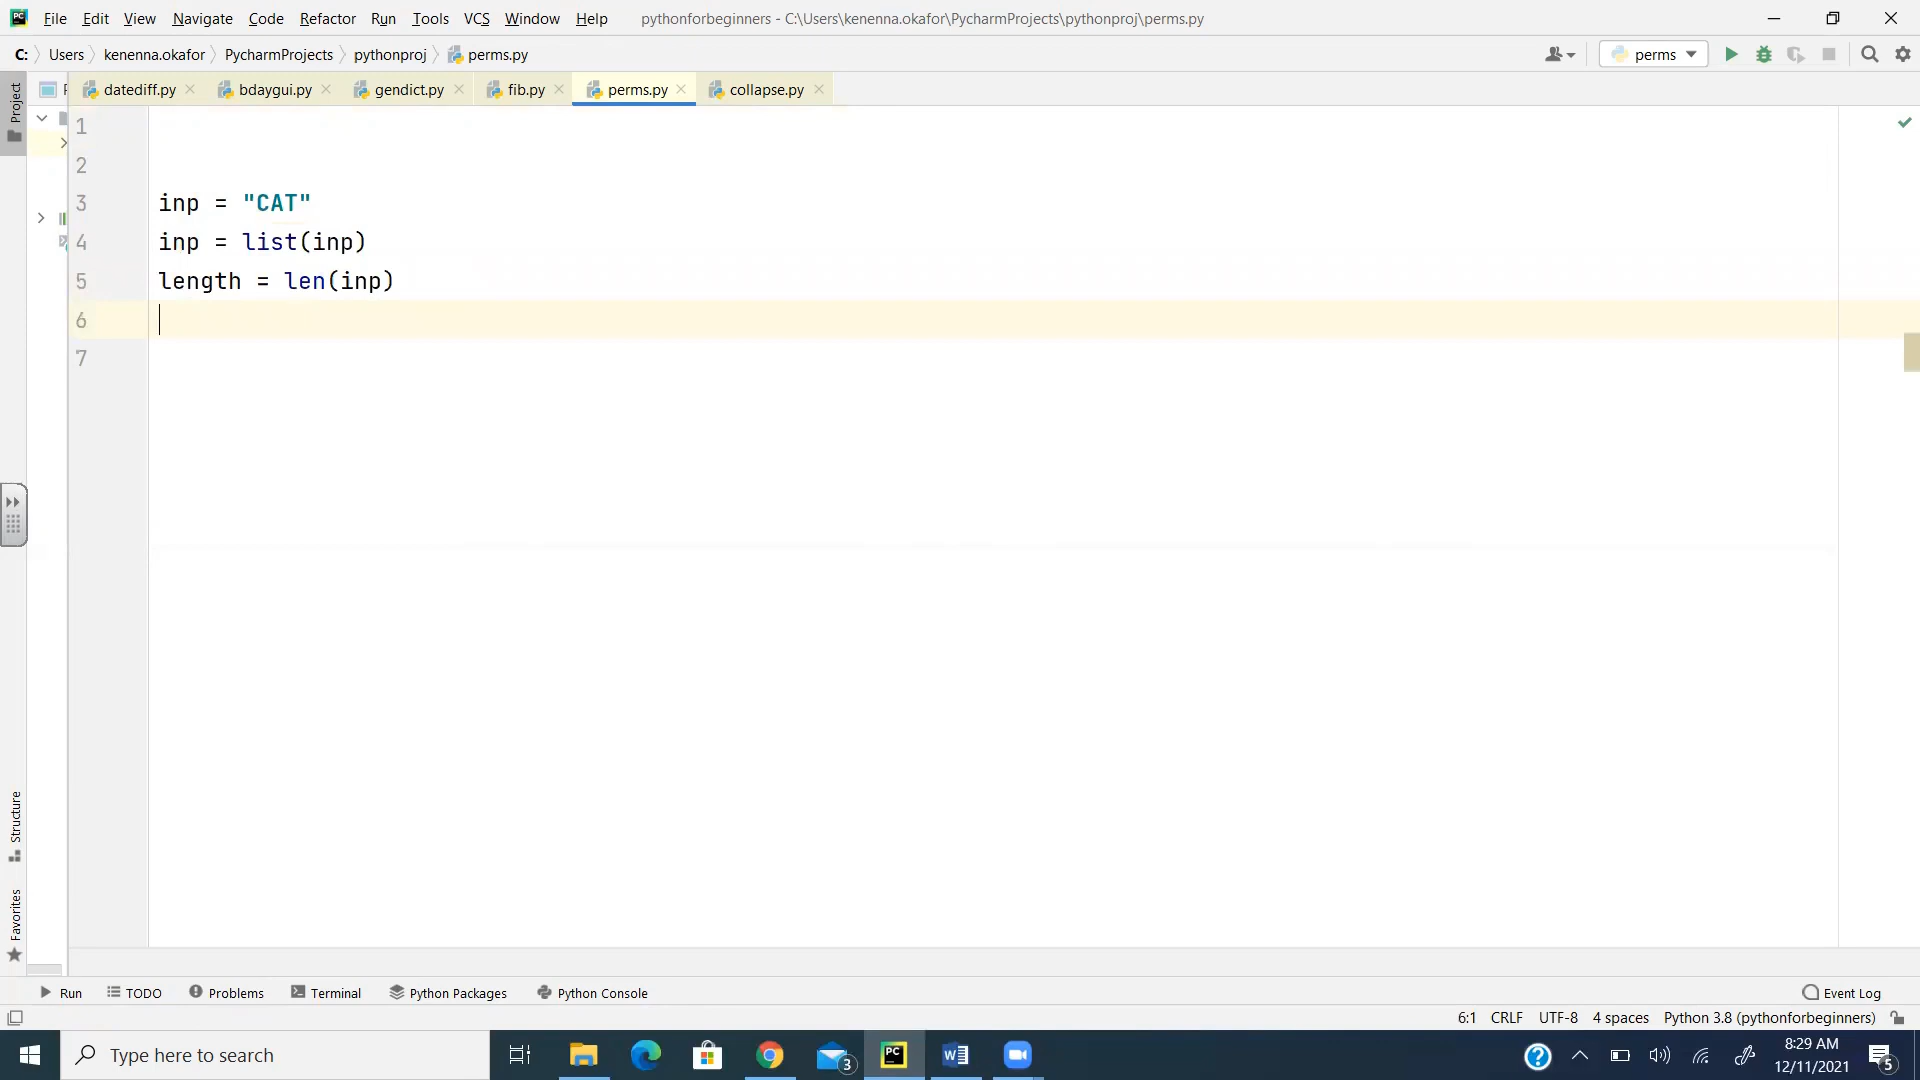 File Edit View Navigate Code Refactor Run Tools VCS Window Help pythonforbeginners - C:\Users\kenenna.okafor\PycharmProjects\pythonproj\perms.py
C: Users kenenna.okafor PycharmProjects pythonproj perms.py perms
Project datediff.py bdaygui.py gendict.py fib.py perms.py collapse.py
1
2
3 inp = "CAT"
4 inp = list(inp)
5 length = len(inp)
6
7
Structure
Favorites
Run TODO Problems Terminal Python Packages Python Console Event Log
6:1 CRLF UTF-8 4 spaces Python 3.8 (pythonforbeginners)
Type here to search 3 PC W 8:29 AM
12/11/2021 5